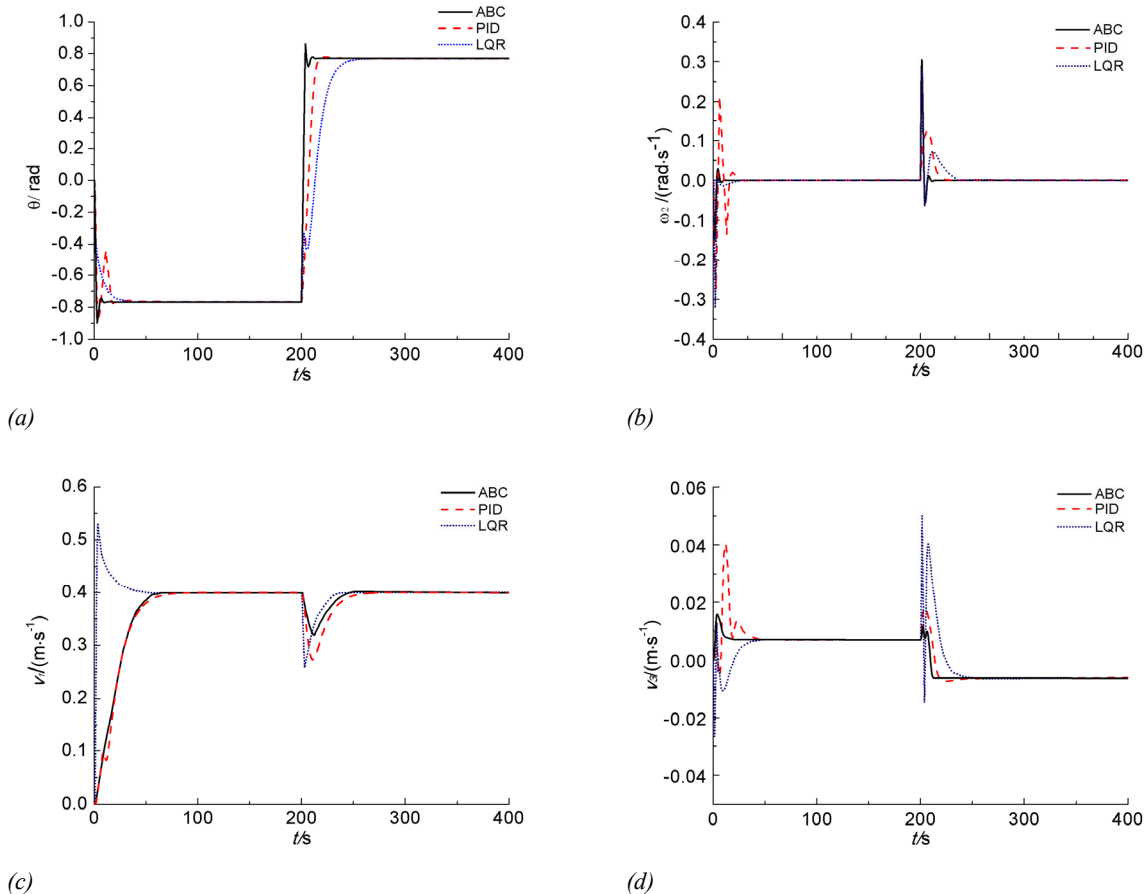 1.0
0.8
0.6
0.4
0.2
0.0
-0.2
-0.4
-0.6
-0.8
-1.0
θ/ rad
0
100
200
300
400
t/s
ABC
PID
LQR
(a)
0.4
0.3
0.2
0.1
0.0
-0.1
-0.2
-0.3
-0.4
ω₂ /(rad·s⁻¹)
0
100
200
300
400
t/s
ABC
PID
LQR
(b)
0.6
0.5
0.4
0.3
0.2
0.1
0.0
v₁/(m·s⁻¹)
0
100
200
300
400
t/s
ABC
PID
LQR
(c)
0.06
0.04
0.02
0.00
-0.02
-0.04
v₃/(m·s⁻¹)
0
100
200
300
400
t/s
ABC
PID
LQR
(d)